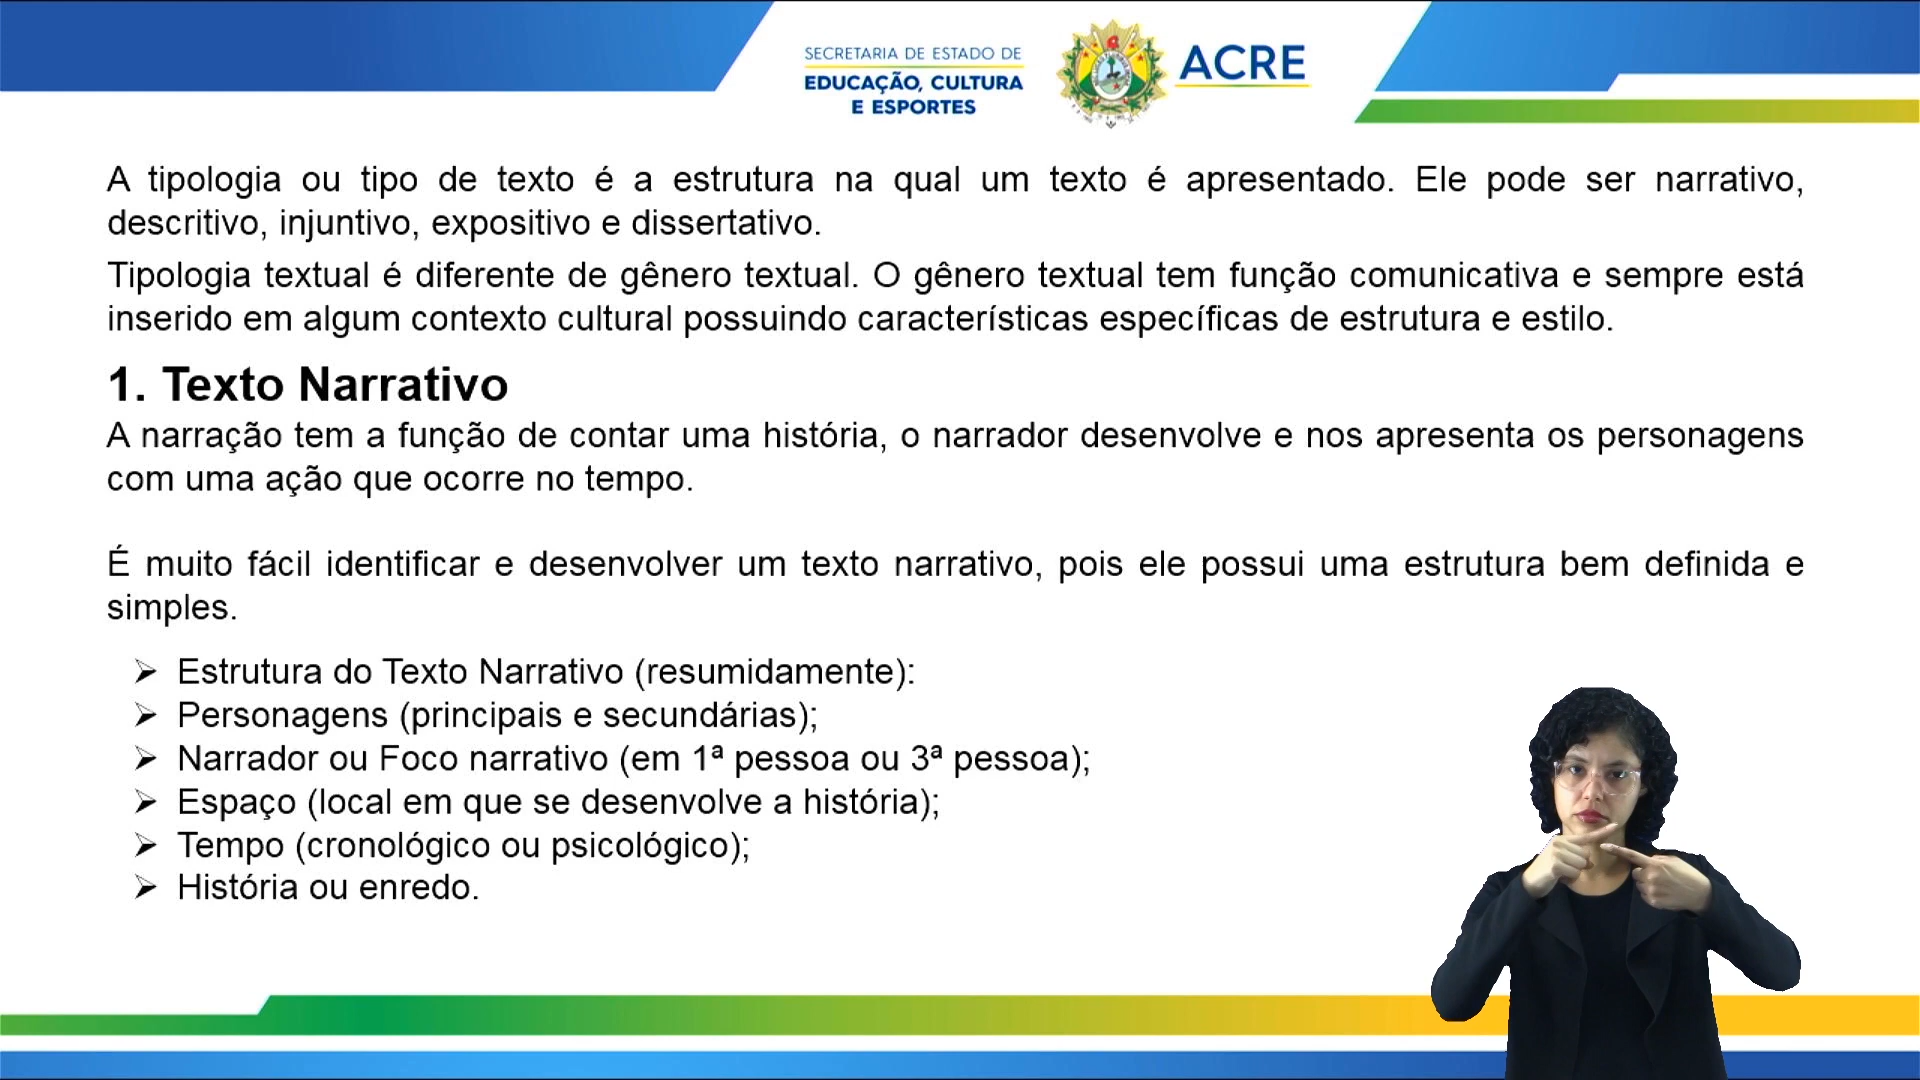 SECRETARIA DE ESTADO DE
EDUCAÇÃO, CULTURA
E ESPORTES
ACRE
A tipologia ou tipo de texto é a estrutura na qual um texto é apresentado. Ele pode ser narrativo,
descritivo, injuntivo, expositivo e dissertativo.
Tipologia textual é diferente de gênero textual. O gênero textual tem função comunicativa e sempre está
inserido em algum contexto cultural possuindo características específicas de estrutura e estilo.
1. Texto Narrativo
A narração tem a função de contar uma história, o narrador desenvolve e nos apresenta os personagens
com uma ação que ocorre no tempo.
É muito fácil identificar e desenvolver um texto narrativo, pois ele possui uma estrutura bem definida e
simples.
➢ Estrutura do Texto Narrativo (resumidamente):
➢ Personagens (principais e secundárias);
➢ Narrador ou Foco narrativo (em 1ª pessoa ou 3ª pessoa);
➢ Espaço (local em que se desenvolve a história);
➢ Tempo (cronológico ou psicológico);
➢ História ou enredo.